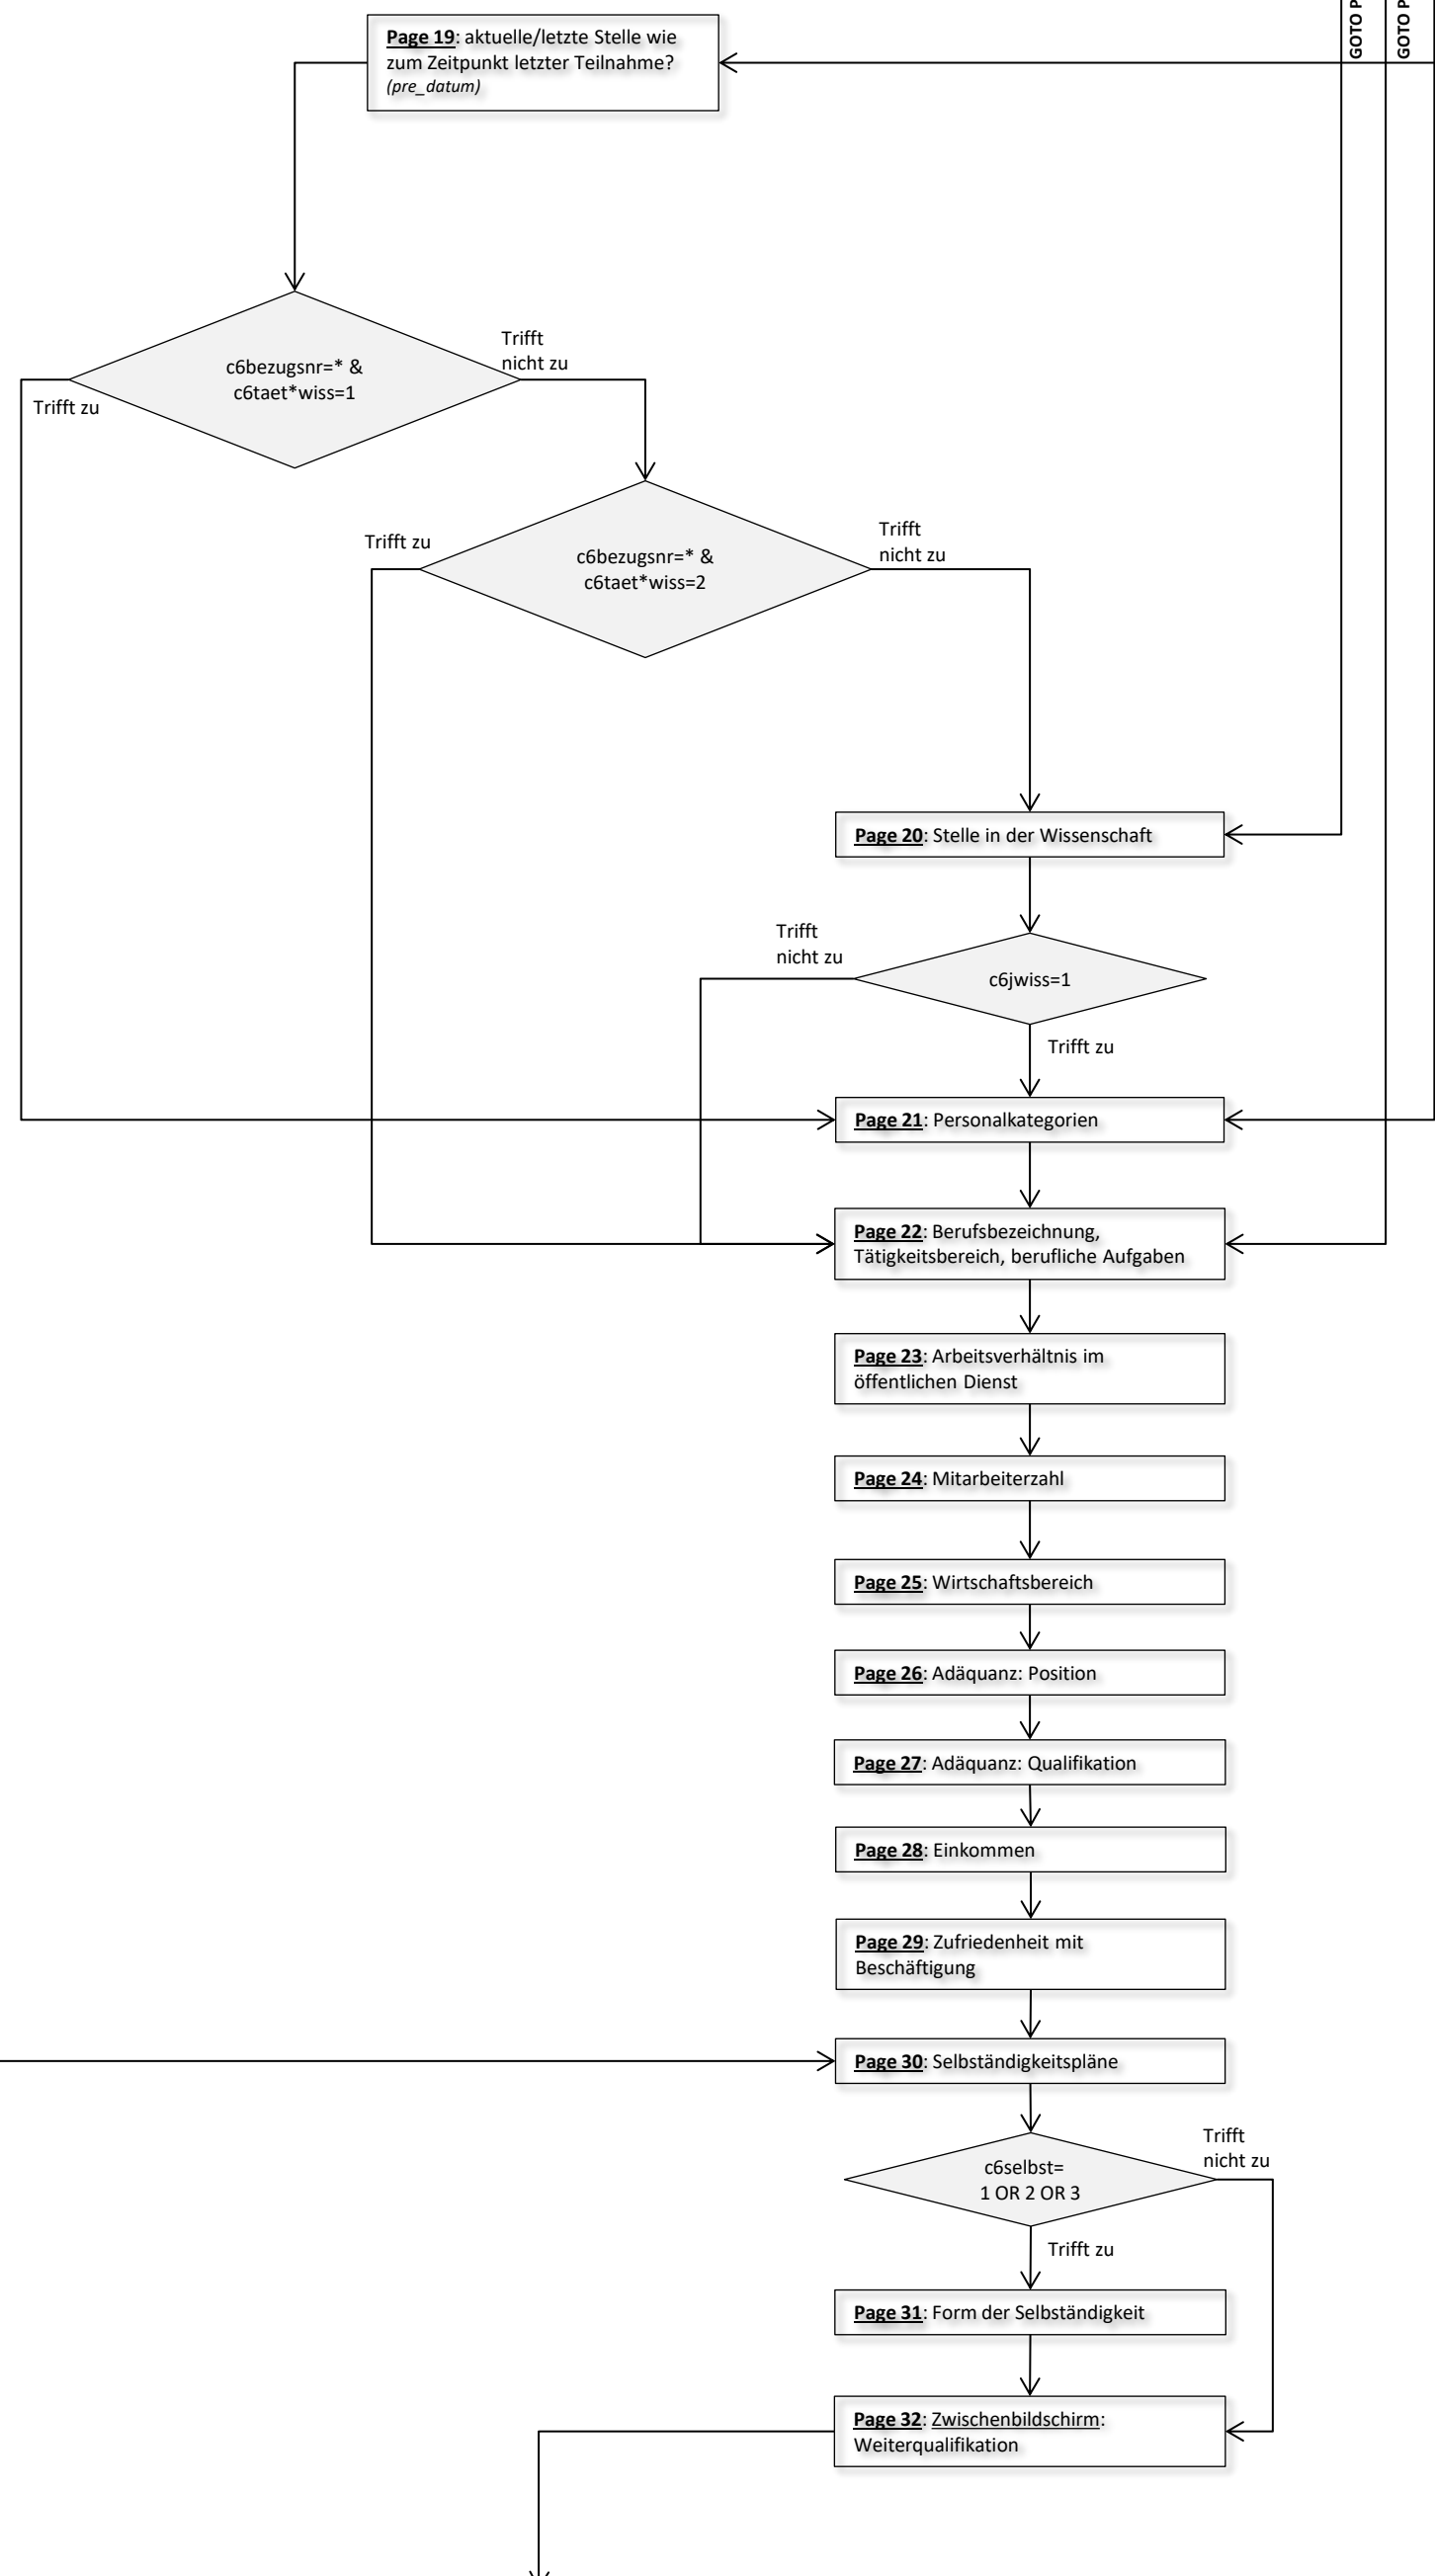 GOTO P
GOTO P
Page 19: aktuelle/letzte Stelle wie
zum Zeitpunkt letzter Teilnahme?
(pre_datum)
Trifft
nicht zu
c6bezugsnr=* &
c6taet*wiss=1
Trifft zu
Trifft
nicht zu
Trifft zu
c6bezugsnr=* &
c6taet*wiss=2
Page 20: Stelle in der Wissenschaft
Trifft
nicht zu
c6jwiss=1
Trifft zu
Page 21: Personalkategorien
Page 22: Berufsbezeichnung,
Tätigkeitsbereich, berufliche Aufgaben
Page 23: Arbeitsverhältnis im
öffentlichen Dienst
Page 24: Mitarbeiterzahl
Page 25: Wirtschaftsbereich
Page 26: Adäquanz: Position
Page 27: Adäquanz: Qualifikation
Page 28: Einkommen
Page 29: Zufriedenheit mit
Beschäftigung
Page 30: Selbständigkeitspläne
Trifft
nicht zu
c6selbst=
1 OR 2 OR 3
Trifft zu
Page 31: Form der Selbständigkeit
Page 32: Zwischenbildschirm:
Weiterqualifikation